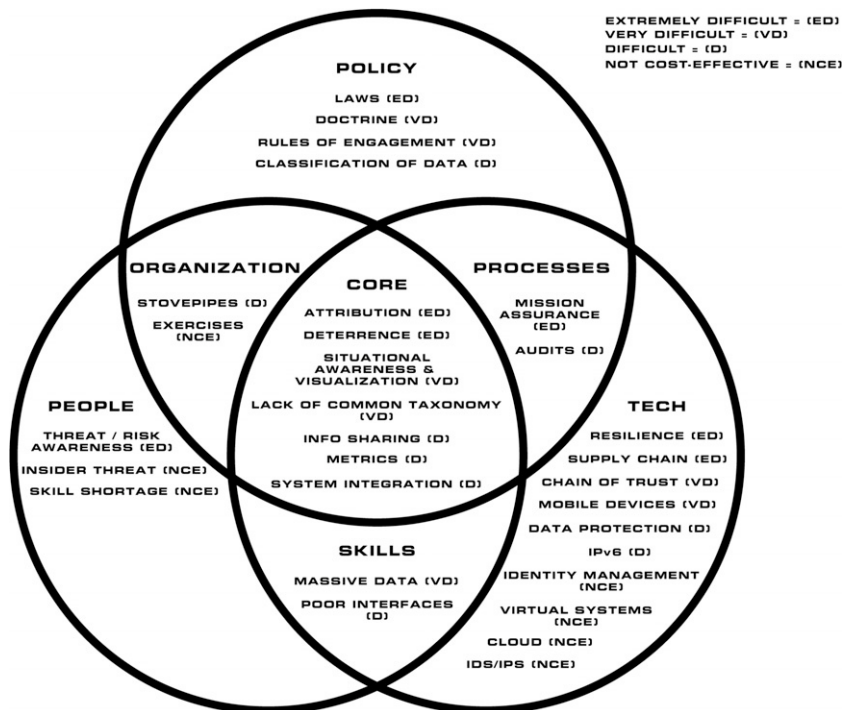 EXTREMELY DIFFICULT = (ED)
VERY DIFFICULT = (VD)
DIFFICULT = (D)
NOT COST-EFFECTIVE = (NCE)
POLICY
LAWS (ED)
DOCTRINE (VD)
RULES OF ENGAGEMENT (VD)
CLASSIFICATION OF DATA (D)
ORGANIZATION
STOVEPIPES (D)
EXERCISES
(NCE)
CORE
ATTRIBUTION (ED)
DETERRENCE (ED)
SITUATIONAL
AWARENESS &
VISUALIZATION (VD)
LACK OF COMMON TAXONOMY
(VD)
INFO SHARING (D)
METRICS (D)
SYSTEM INTEGRATION (D)
PROCESSES
MISSION
ASSURANCE
(ED)
AUDITS (D)
PEOPLE
THREAT / RISK
AWARENESS (ED)
INSIDER THREAT (NCE)
SKILL SHORTAGE (NCE)
TECH
RESILIENCE (ED)
SUPPLY CHAIN (ED)
CHAIN OF TRUST (VD)
MOBILE DEVICES (VD)
DATA PROTECTION (D)
IPv6 (D)
IDENTITY MANAGEMENT
(NCE)
VIRTUAL SYSTEMS
(NCE)
CLOUD (NCE)
IDS/IPS (NCE)
SKILLS
MASSIVE DATA (VD)
POOR INTERFACES
(D)